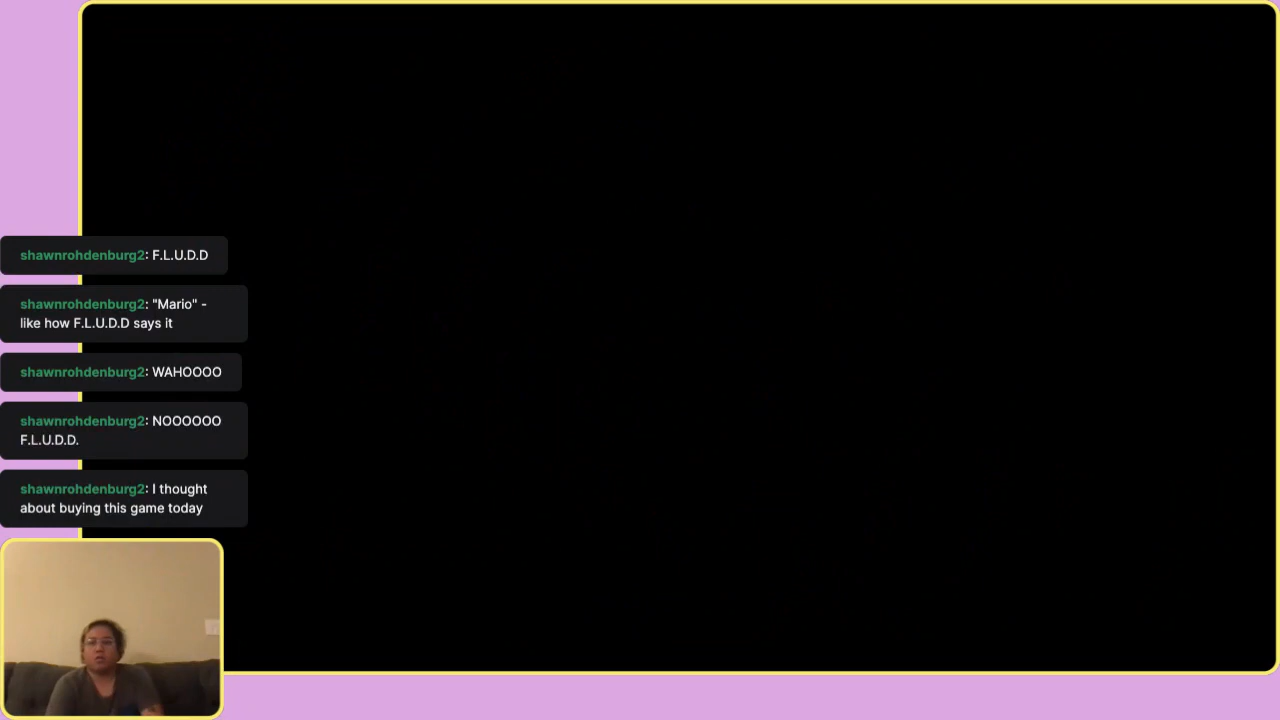 shawnrohdenburg2: F.L.U.D.D
shawnrohdenburg2: "Mario" -
like how F.L.U.D.D says it
shawnrohdenburg2: WAHOOOO
shawnrohdenburg2: NOOOOOO
F.L.U.D.D.
shawnrohdenburg2: I thought
about buying this game today